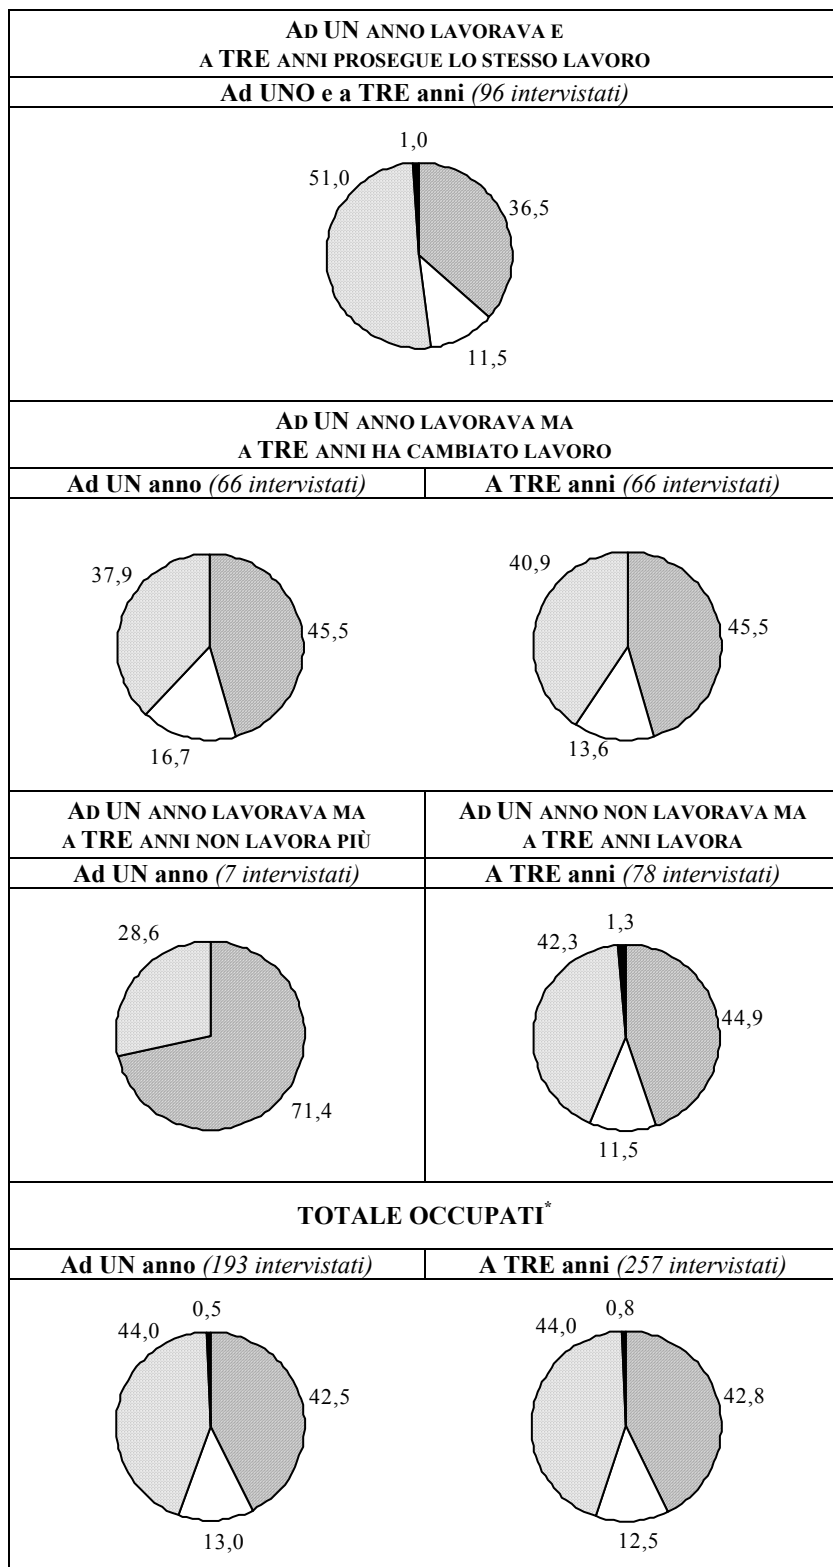 AD UN ANNO LAVORAVA E
A TRE ANNI PROSEGUE LO STESSO LAVORO
Ad UNO e a TRE anni (96 intervistati)
1,0
51,0
36,5
11,5
AD UN ANNO LAVORAVA MA
A TRE ANNI HA CAMBIATO LAVORO
Ad UN anno (66 intervistati)
A TRE anni (66 intervistati)
37,9
45,5
16,7
40,9
45,5
13,6
AD UN ANNO LAVORAVA MA
A TRE ANNI NON LAVORA PIÙ
Ad UN anno (7 intervistati)
28,6
71,4
AD UN ANNO NON LAVORAVA MA
A TRE ANNI LAVORA
A TRE anni (78 intervistati)
1,3
42,3
44,9
11,5
TOTALE OCCUPATI*
Ad UN anno (193 intervistati)
A TRE anni (257 intervistati)
0,5
44,0
42,5
13,0
0,8
44,0
42,8
12,5